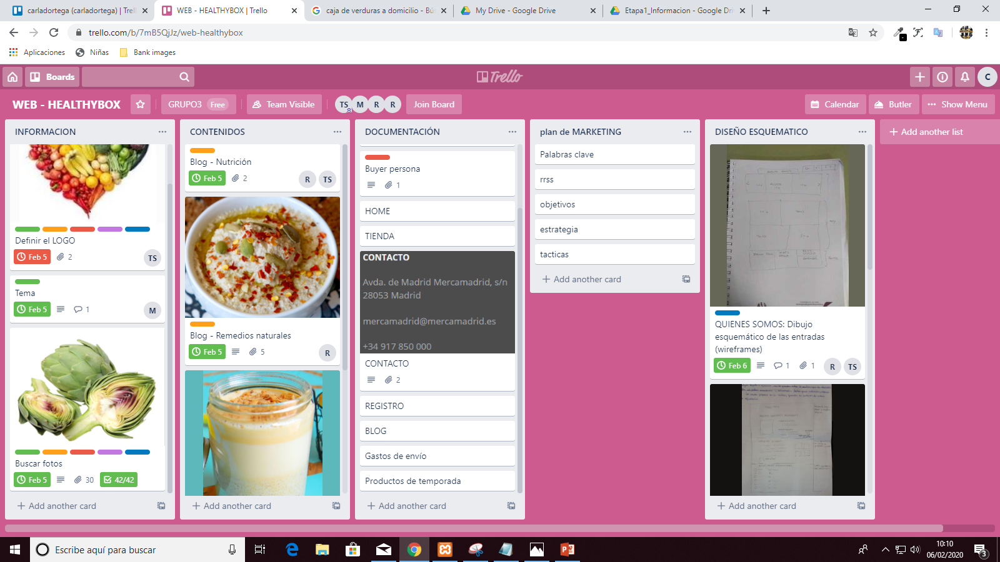 carladortega (carladortega) | Trell
WEB - HEALTHYBOX | Trello
caja de verduras a domicilio - Bús
My Drive - Google Drive
Etapa1_Informacion - Google Dri
trello.com/b/7mB5QjJz/web-healthybox
Aplicaciones
Niñas
Bank images
Boards
Trello
C
WEB - HEALTHYBOX
GRUPO3 Free
Team Visible
TS M R R
Join Board
Calendar
Butler
Show Menu
INFORMACION
Definir el LOGO
Feb 5 2 TS
Tema
Feb 5 1 M
Buscar fotos
Feb 5 30 42/42
Add another card
CONTENIDOS
Blog - Nutrición
Feb 5 2 R TS
Blog - Remedios naturales
Feb 5 5 R
Add another card
DOCUMENTACIÓN
Buyer persona
1
HOME
TIENDA
CONTACTO
Avda. de Madrid Mercamadrid, s/n
28053 Madrid
mercamadrid@mercamadrid.es
+34 917 850 000
CONTACTO
2
REGISTRO
BLOG
Gastos de envío
Productos de temporada
Add another card
plan de MARKETING
Palabras clave
rrss
objetivos
estrategia
tacticas
Add another card
DISEÑO ESQUEMATICO
QUIENES SOMOS: Dibujo
esquemático de las entradas
(wireframes)
Feb 6 1 1 R TS
Add another card
Add another list
Escribe aquí para buscar
10:10
06/02/2020
3